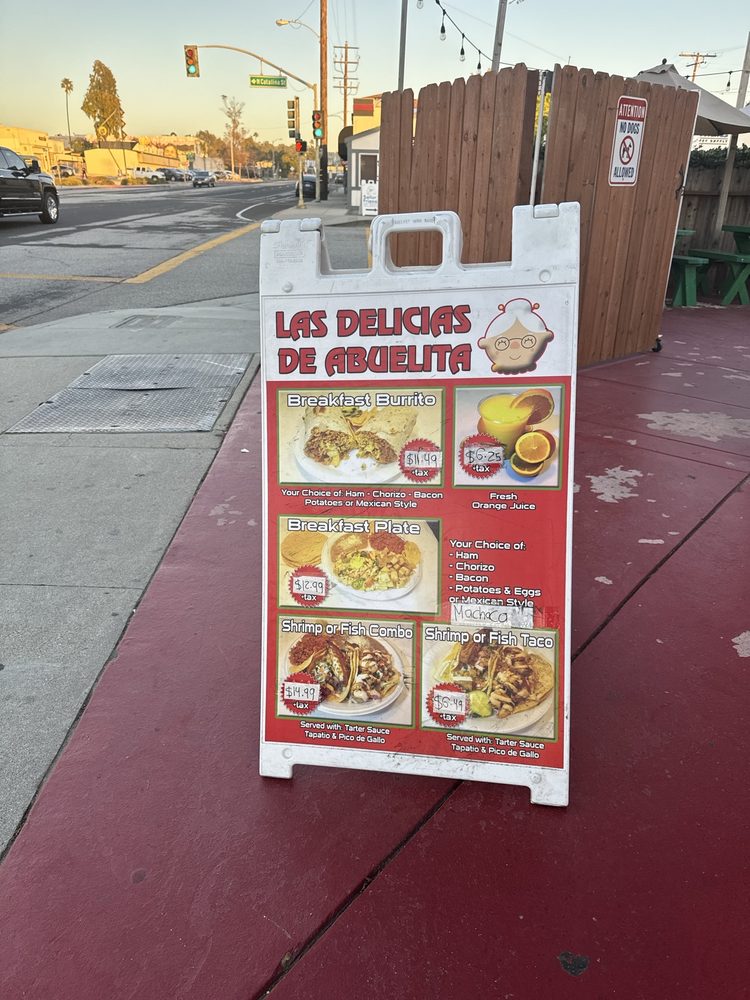 N Catalina St
ATTENTION
NO DOGS
ALLOWED
LAS DELICIAS
DE ABUELITA
Breakfast Burrito
$11.49
+tax
Your Choice of: Ham - Chorizo - Bacon
Potatoes or Mexican Style
$6.25
+tax
Fresh
Orange Juice
Breakfast Plate
$12.99
+tax
Your Choice of:
- Ham
- Chorizo
- Bacon
- Potatoes & Eggs
or Mexican Style
Machaca
Shrimp or Fish Combo
$14.99
+tax
Served with: Tarter Sauce
Tapatio & Pico de Gallo
Shrimp or Fish Taco
$5.49
+tax
Served with: Tarter Sauce
Tapatio & Pico de Gallo